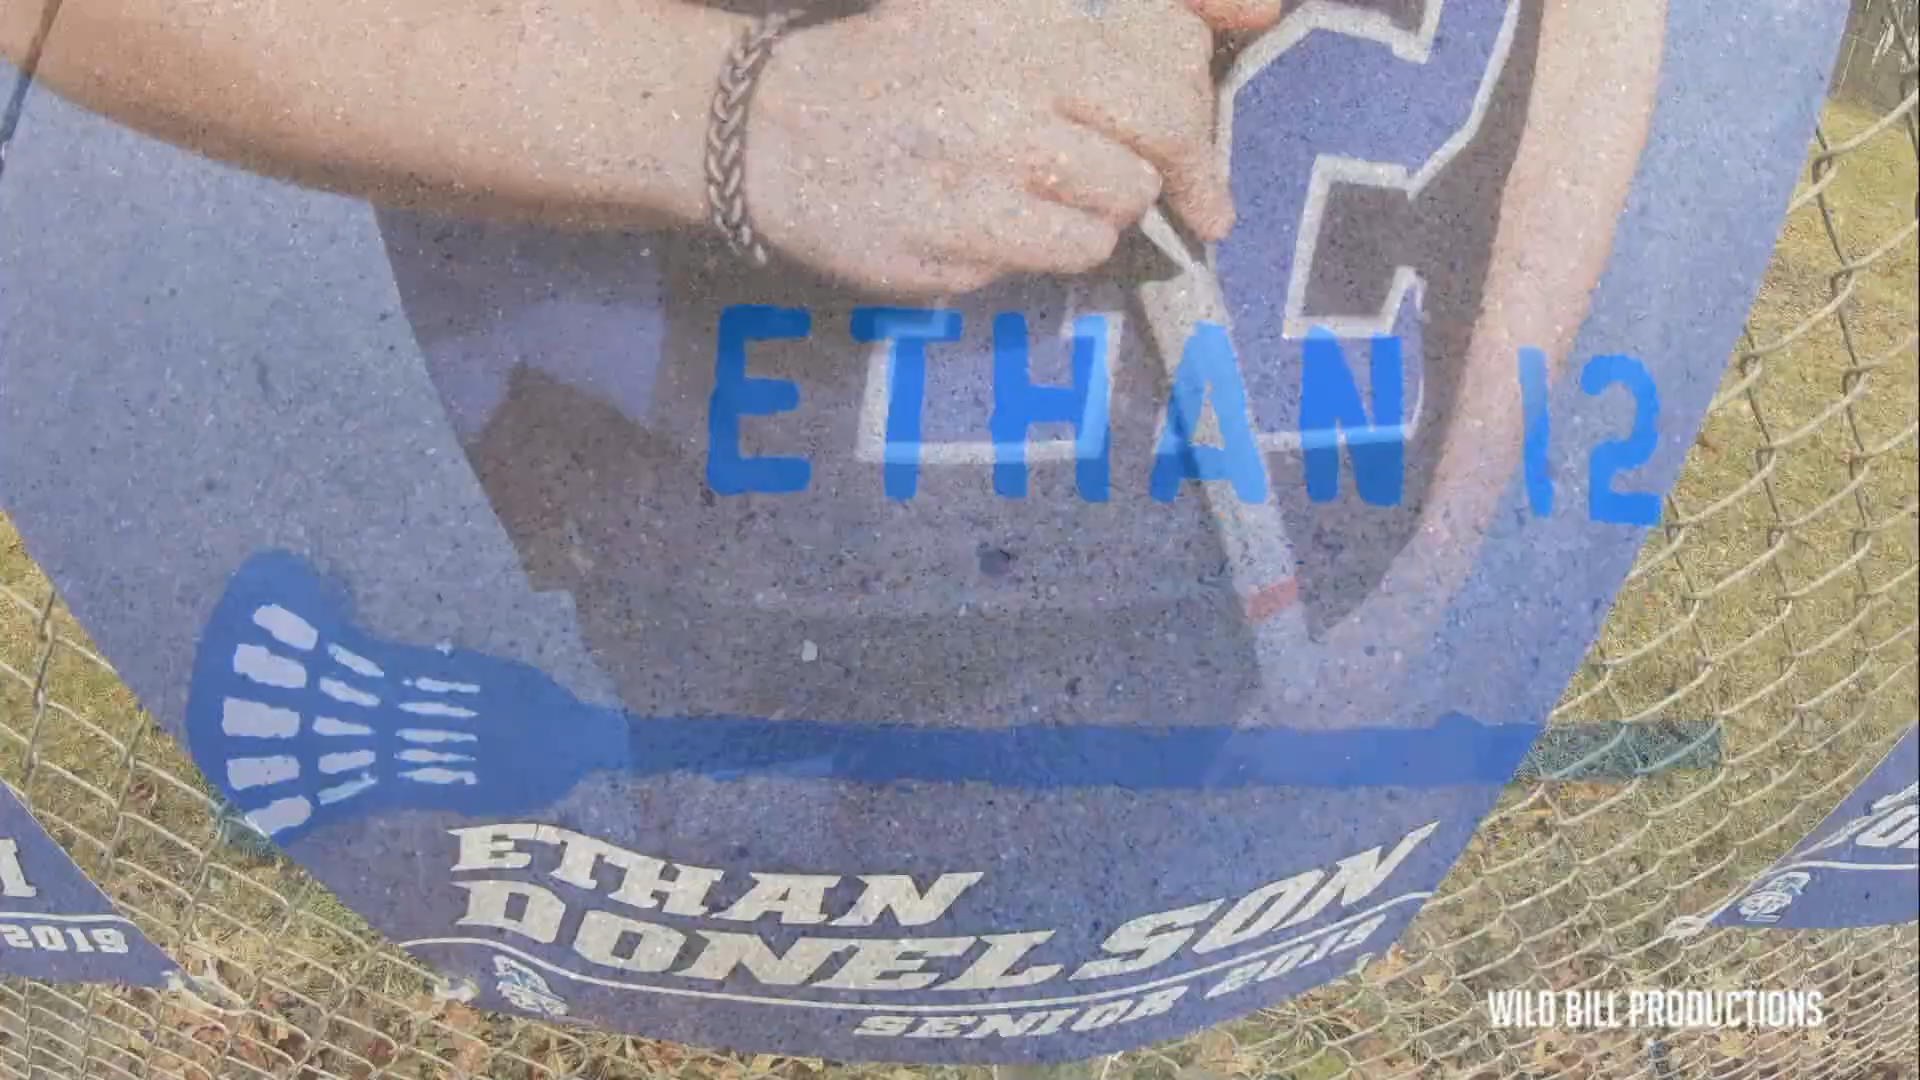 ETHAN 12
ETHAN
DONELSON
SENIOR 2019
2019
WILD BILL PRODUCTIONS